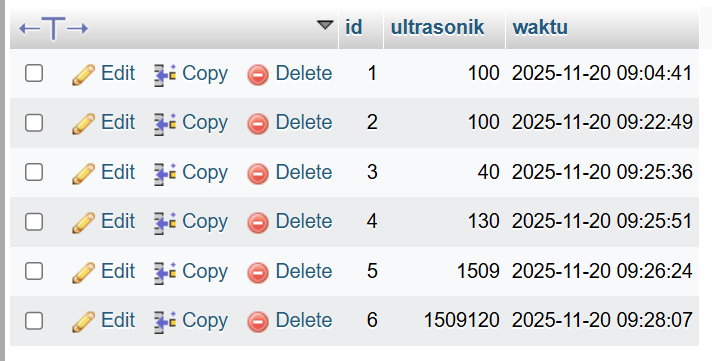 id ultrasonik waktu
Edit Copy Delete 1 100 2025-11-20 09:04:41
Edit Copy Delete 2 100 2025-11-20 09:22:49
Edit Copy Delete 3 40 2025-11-20 09:25:36
Edit Copy Delete 4 130 2025-11-20 09:25:51
Edit Copy Delete 5 1509 2025-11-20 09:26:24
Edit Copy Delete 6 1509120 2025-11-20 09:28:07